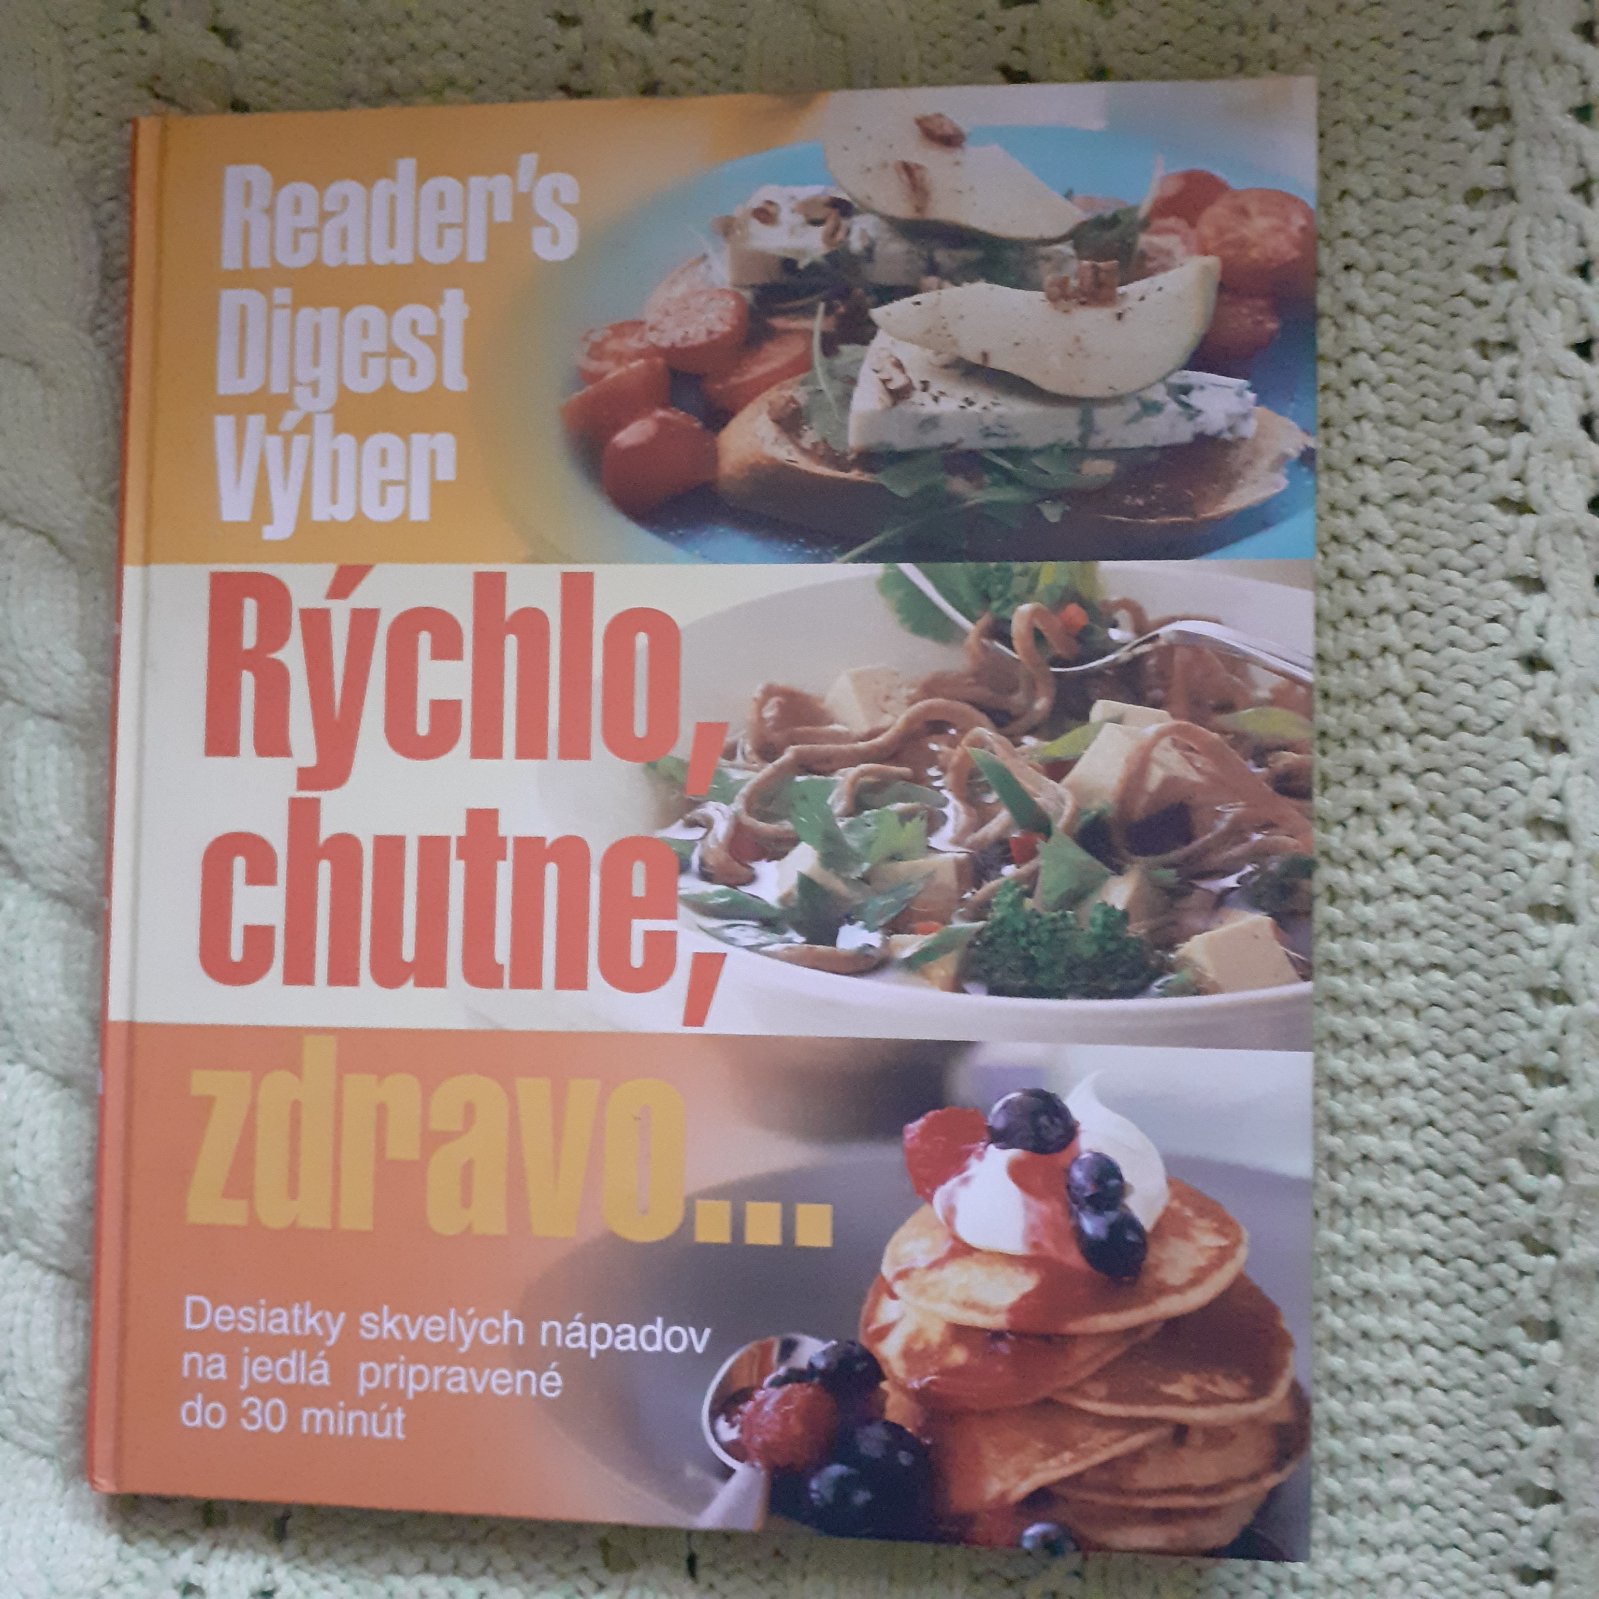 Reader's
Digest
Výber
Rýchlo,
chutne,
zdravo...
Desiatky skvelých nápadov
na jedlá pripravené
do 30 minút